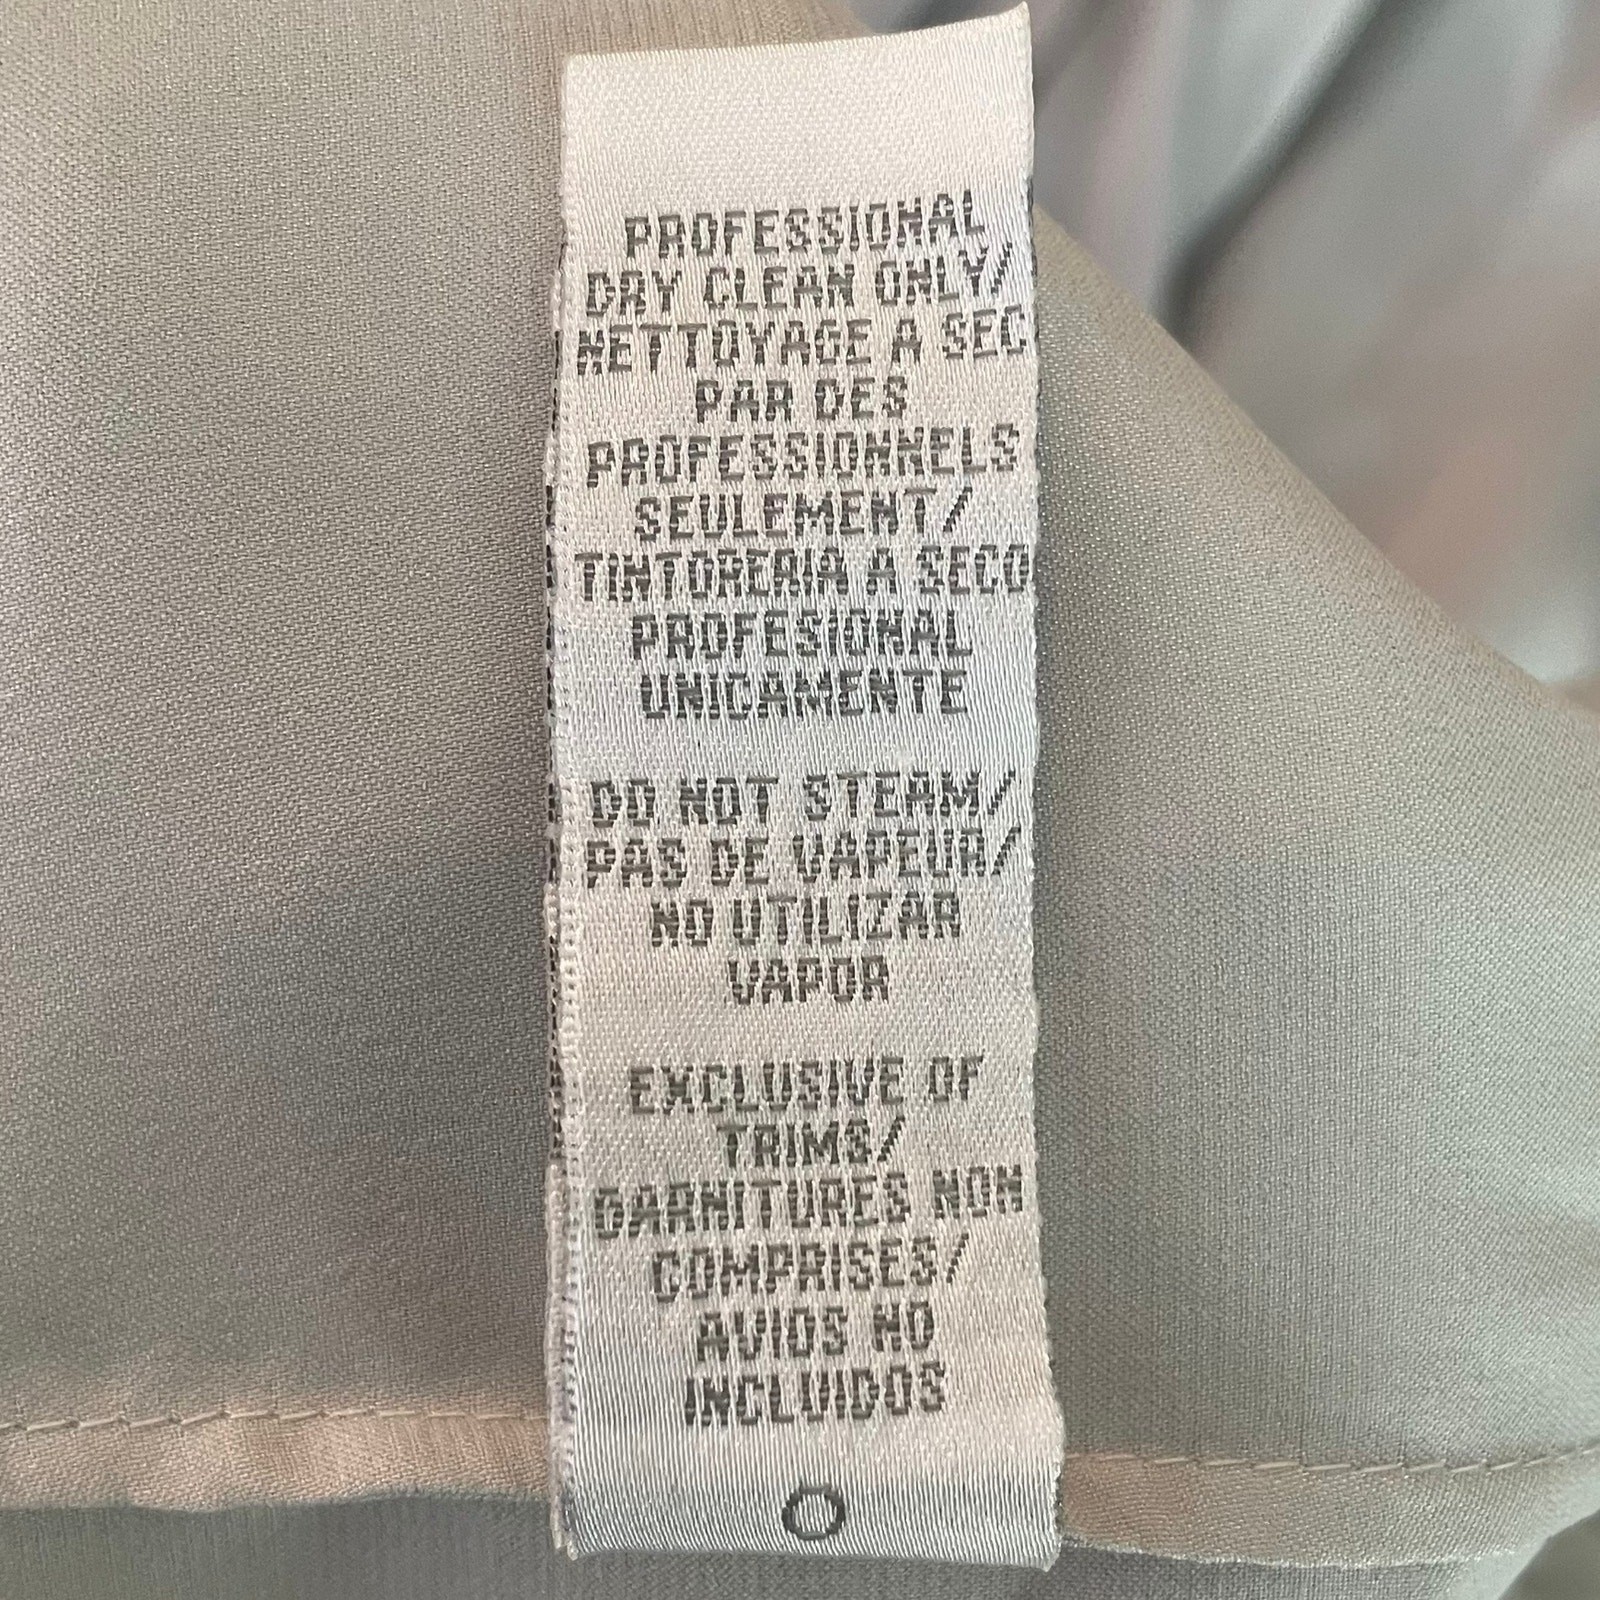 PROFESSIONAL
DRY CLEAN ONLY/
NETTOYAGE A SEC
PAR DES
PROFESSIONNELS
SEULEMENT/
TINTORERIA A SECO
PROFESIONAL
UNICAMENTE
DO NOT STEAM/
PAS DE VAPEUR/
NO UTILIZAR
VAPOR
EXCLUSIVE OF
TRIMS/
GARNITURES NON
COMPRISES/
AVIOS NO
INCLUIDOS
O